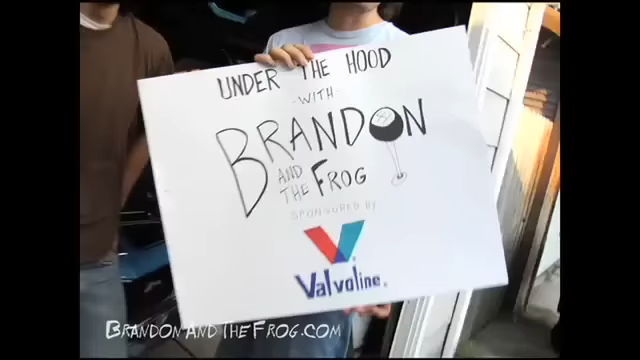 UNDER THE HOOD
-WITH-
BRANDON
AND
THE FROG
SPONSORED BY
Valvoline.
BRANDONANDTHEFROG.COM